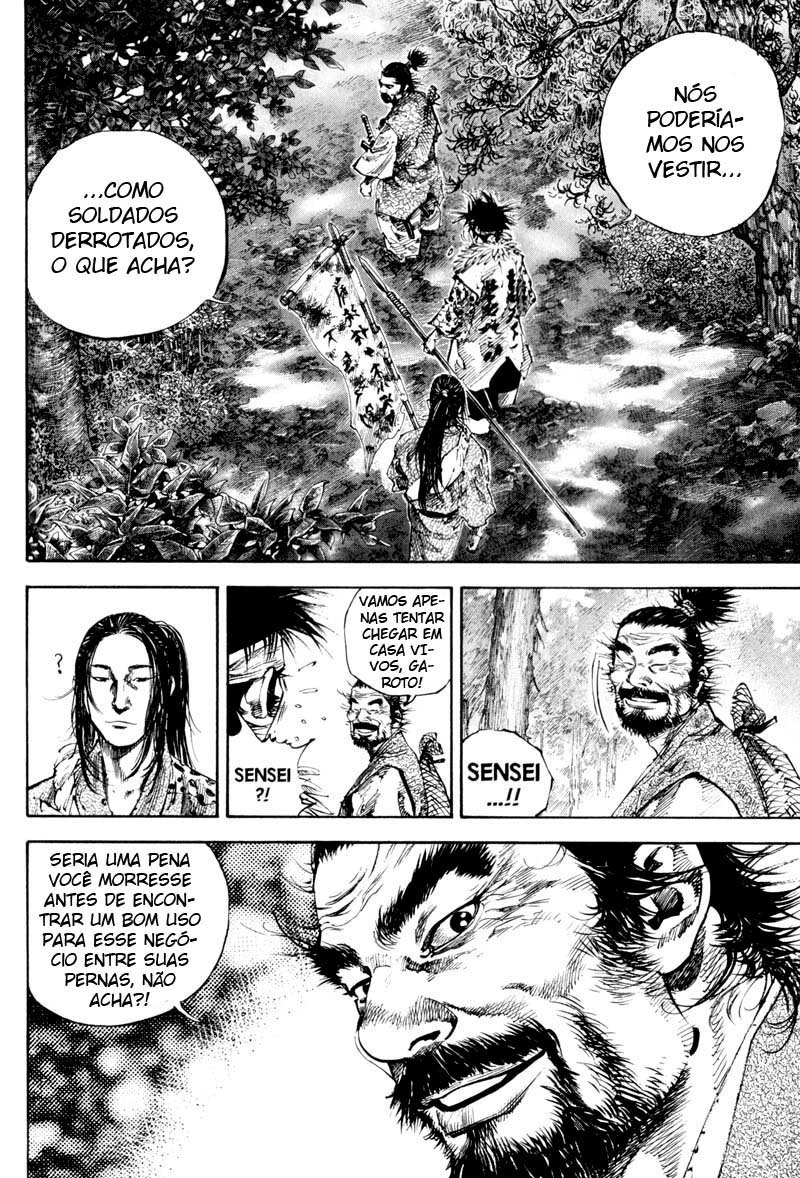 NÓS
PODERÍA-
MOS NOS
VESTIR...
...COMO
SOLDADOS
DERROTADOS,
O QUE ACHA?
SENSEI
...!!
VAMOS APE-
NAS TENTAR
CHEGAR EM
CASA VI-
VOS, GA-
ROTO!
SENSEI
?!
?
SERIA UMA PENA
VOCÊ MORRESSE
ANTES DE ENCON-
TRAR UM BOM USO
PARA ESSE NEGÓ-
CIO ENTRE SUAS
PERNAS, NÃO
ACHA?!